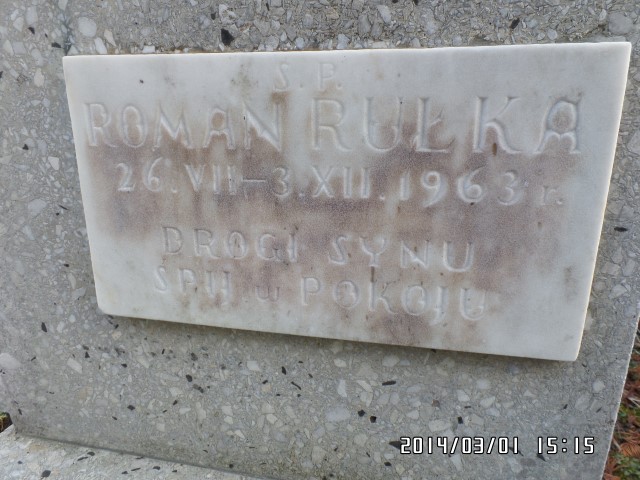 Ś.P.
ROMAN RUŁKA
26.VII-3.XII.1963 r.
DROGI SYNU
ŚPIJ w POKOJU
2014/03/01 15:15